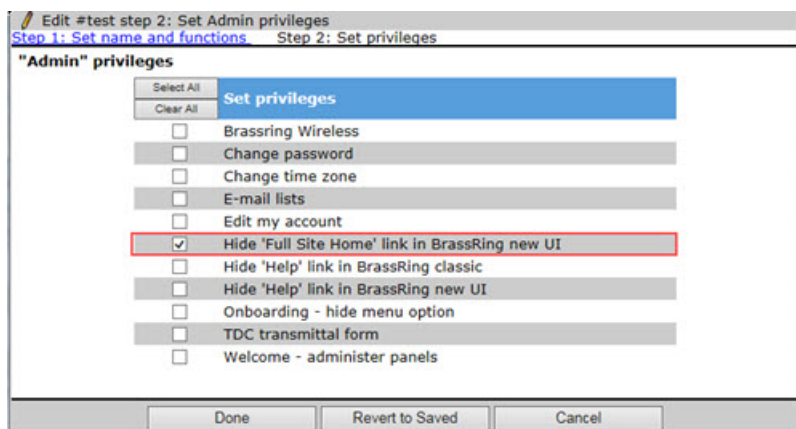 Edit #test step 2: Set Admin privileges
Step 1: Set name and functions  Step 2: Set privileges
"Admin" privileges
Select All
Clear All
Set privileges
Brassring Wireless
Change password
Change time zone
E-mail lists
Edit my account
Hide 'Full Site Home' link in BrassRing new UI
Hide 'Help' link in BrassRing classic
Hide 'Help' link in BrassRing new UI
Onboarding - hide menu option
TDC transmittal form
Welcome - administer panels
Done  Revert to Saved  Cancel